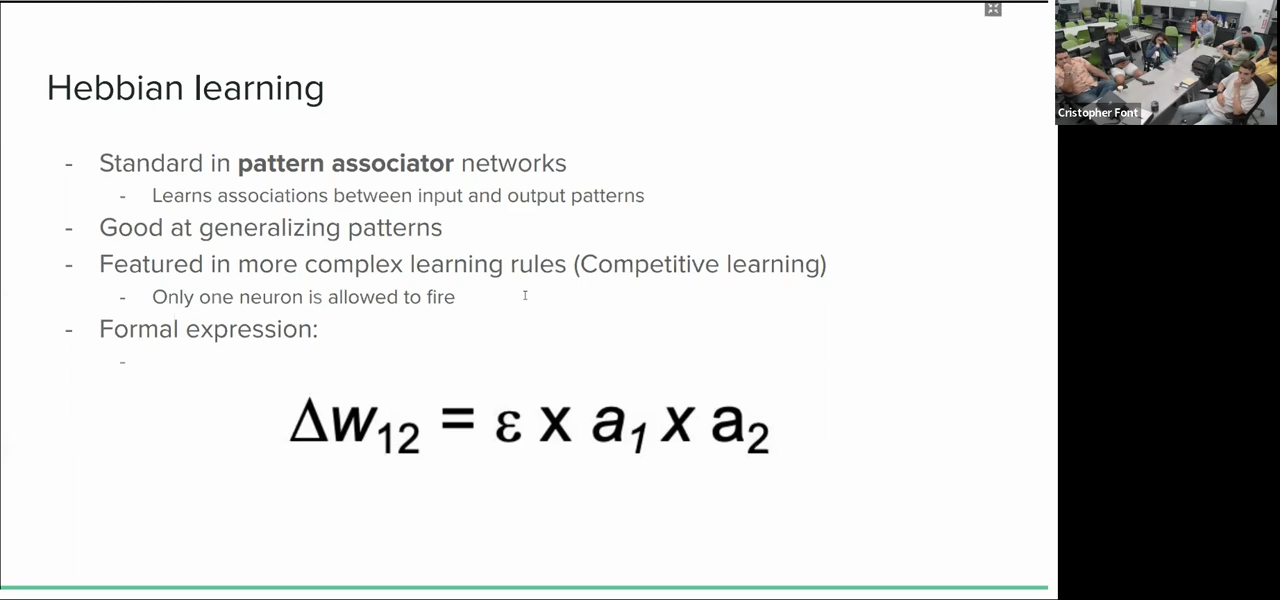 Hebbian learning
- Standard in pattern associator networks
- Learns associations between input and output patterns
- Good at generalizing patterns
- Featured in more complex learning rules (Competitive learning)
- Only one neuron is allowed to fire
- Formal expression:
-
Δw₁₂ = ε x a₁ x a₂
Cristopher Font